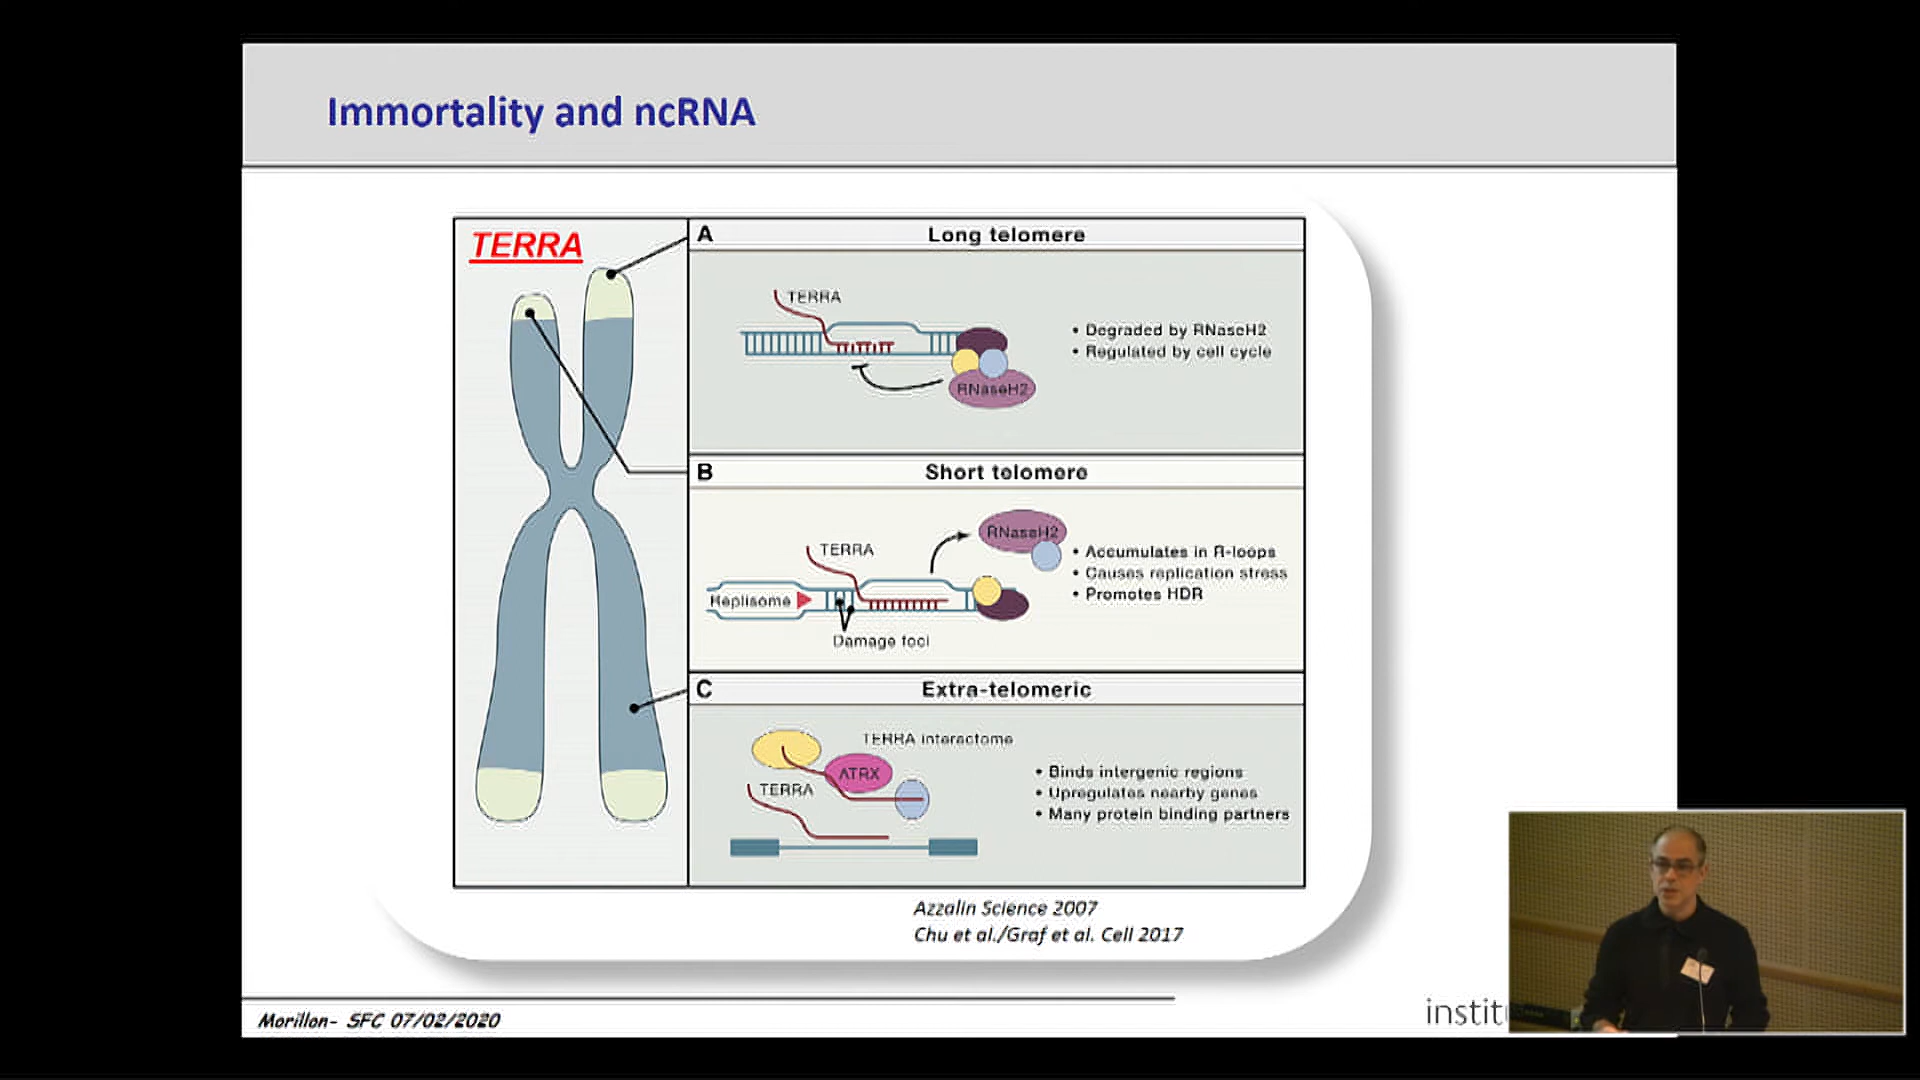 Immortality and ncRNA
TERRA
A
Long telomere
TERRA
RNaseH2
• Degraded by RNaseH2
• Regulated by cell cycle
B
Short telomere
TERRA
RNaseH2
Replisome
Damage foci
• Accumulates in R-loops
• Causes replication stress
• Promotes HDR
C
Extra-telomeric
TERRA interactome
ATRX
TERRA
• Binds intergenic regions
• Upregulates nearby genes
• Many protein binding partners
Azzalin Science 2007
Chu et al./Graf et al. Cell 2017
Morillon- SFC 07/02/2020